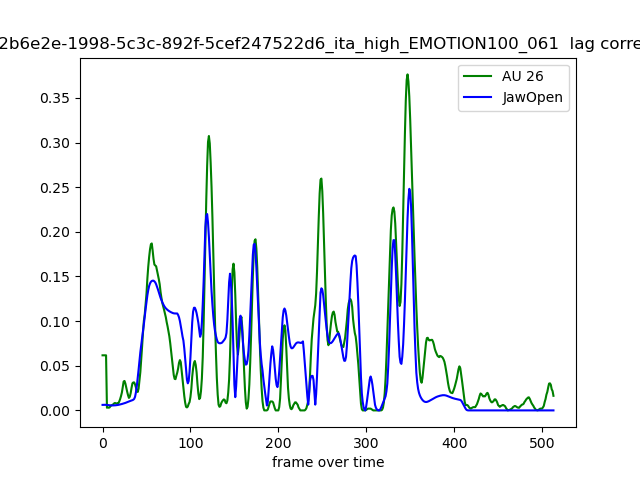 2b6e2e-1998-5c3c-892f-5cef247522d6_ita_high_EMOTION100_061 lag corre
AU 26
JawOpen
0.35
0.30
0.25
0.20
0.15
0.10
0.05
0.00
0 100 200 300 400 500
frame over time